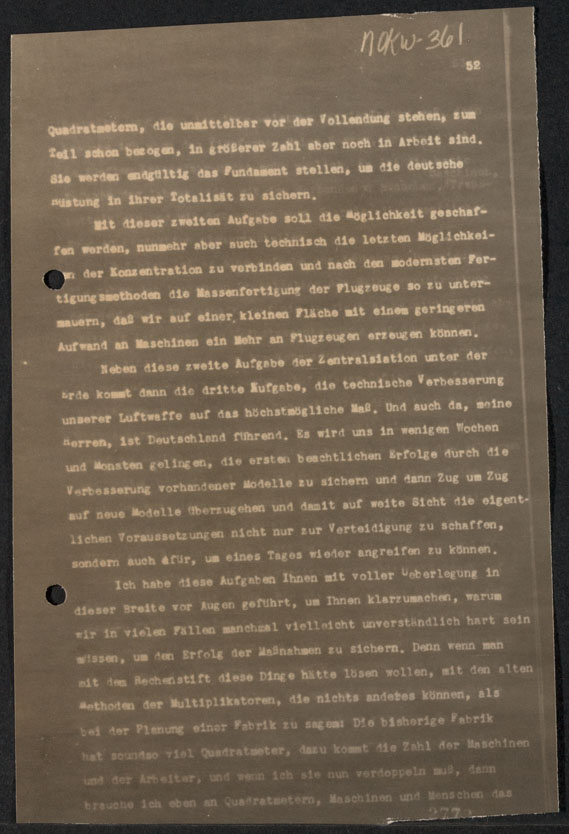 NOKW-361
52
Quadratmetern, die unmittelbar vor der Vollendung stehen, zum
Teil schon bezogen, in größerer Zahl aber noch in Arbeit sind.
Sie werden endgültig das Fundament stellen, um die deutsche
Rüstung in ihrer Totalität zu sichern.
Mit dieser zweiten Aufgabe soll die Möglichkeit geschaf-
fen werden, nunmehr aber auch technisch die letzten Möglichkei-
en der Konzentration zu verbinden und nach den modernsten Fer-
tigungsmethoden die Massenfertigung der Flugzeuge so zu unter-
mauern, daß wir auf einer kleinen Fläche mit einem geringeren
Aufwand an Maschinen ein Mehr an Flugzeugen erzeugen können.
Neben diese zweite Aufgabe der Zentralsiation unter der
Erde kommt dann die dritte Aufgabe, die technische Verbesserung
unserer Luftwaffe auf das höchstmögliche Maß. Und auch da, meine
Herren, ist Deutschland führend. Es wird uns in wenigen Wochen
und Monaten gelingen, die ersten beachtlichen Erfolge durch die
Verbesserung vorhandener Modelle zu sichern und dann Zug um Zug
auf neue Modelle überzugehen und damit auf weite Sicht die eigent-
lichen Voraussetzungen nicht nur zur Verteidigung zu schaffen,
sondern auch dfür, um eines Tages wieder angreifen zu können.
Ich habe diese Aufgaben Ihnen mit voller Ueberlegung in
dieser Breite vor Augen geführt, um Ihnen klarzumachen, warum
wir in vielen Fällen manchmal vielleicht unverständlich hart sein
müssen, um den Erfolg der Maßnahmen zu sichern. Denn wenn man
mit dem Rechenstift diese Dinge hätte lösen wollen, mit den alten
Methoden der Multiplikatoren, die nichts anderes können, als
bei der Planung einer Fabrik zu sagen: Die bisherige Fabrik
hat soundso viel Quadratmeter, dazu kommt die Zahl der Maschinen
und der Arbeiter, und wenn ich sie nun verdoppeln muß, dann
brauche ich eben an Quadratmetern, Maschinen und Menschen das